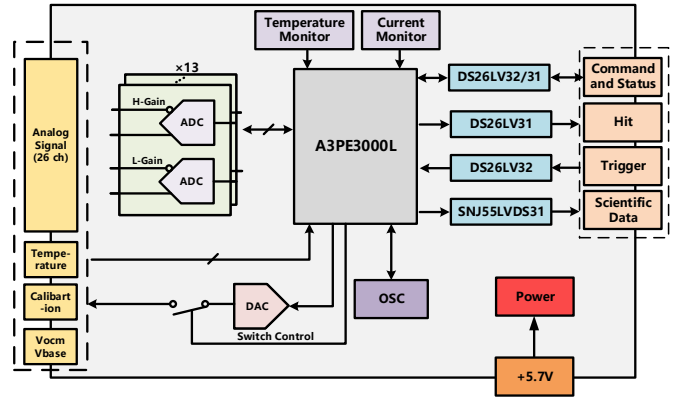 Temperature
Monitor
Current
Monitor
×13
H-Gain
ADC
L-Gain
ADC
Analog
Signal
(26 ch)
Tempe-
rature
Calibart
-ion
Vocm
Vbase
A3PE3000L
DS26LV32/31
DS26LV31
DS26LV32
SNJ55LVDS31
Command
and Status
Hit
Trigger
Scientific
Data
DAC
Switch Control
OSC
Power
+5.7V